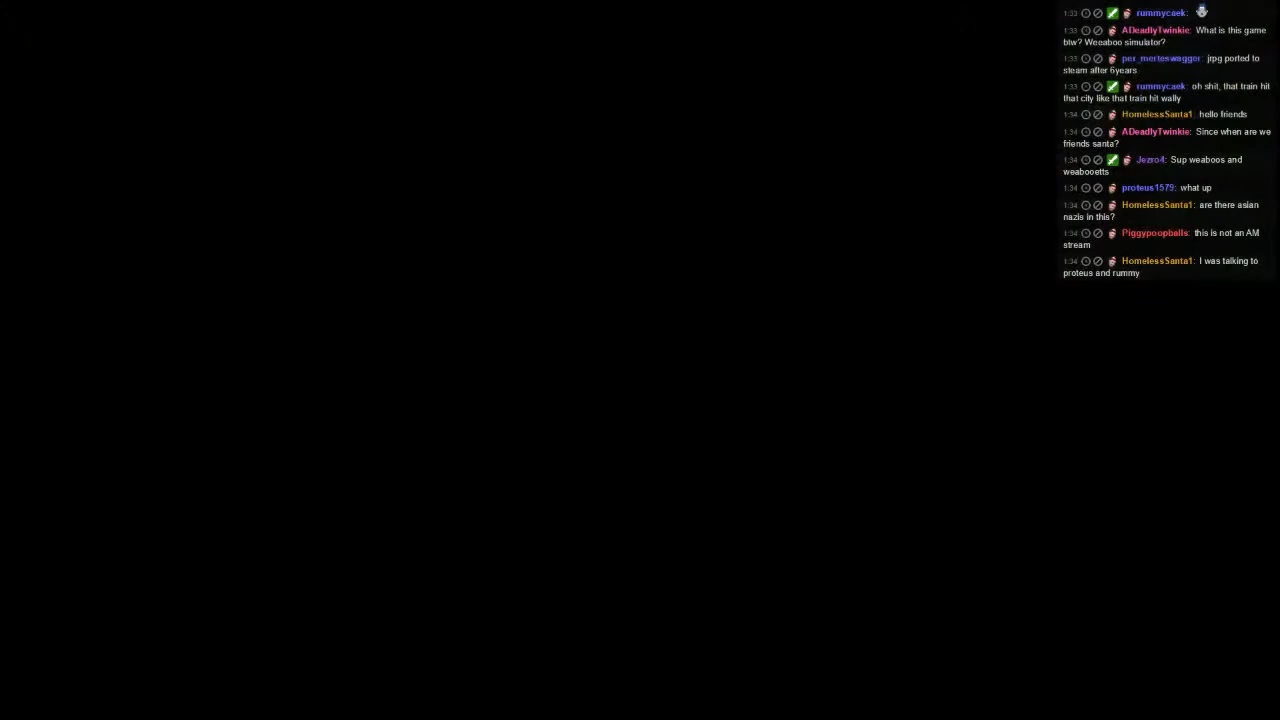 1:33 rummycaek:
1:33 ADeadlyTwinkie: What is this game
btw? Weeaboo simulator?
1:33 per_merteswagger: jrpg ported to
steam after 6years
1:33 rummycaek: oh shit, that train hit
that city like that train hit wally
1:34 HomelessSanta1: hello friends
1:34 ADeadlyTwinkie: Since when are we
friends santa?
1:34 Jezro4: Sup weaboos and
weabooetts
1:34 proteus1579: what up
1:34 HomelessSanta1: are there asian
nazis in this?
1:34 Piggypoopballs: this is not an AM
stream
1:34 HomelessSanta1: I was talking to
proteus and rummy